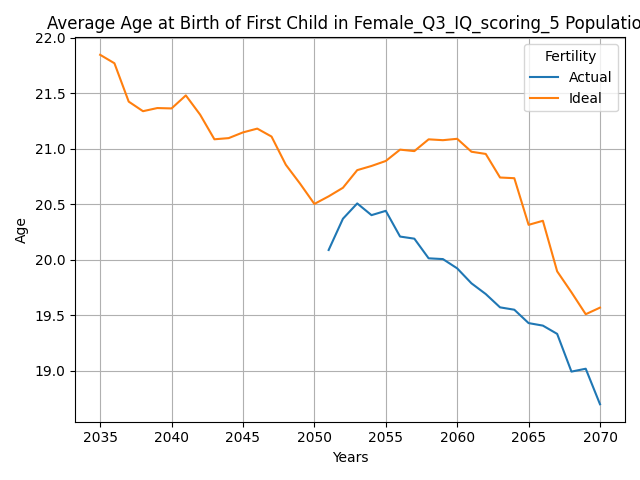 Average Age at Birth of First Child in Female_Q3_IQ_scoring_5 Populatio
Fertility
Actual
Ideal
22.0
21.5
21.0
20.5
20.0
19.5
19.0
Age
2035 2040 2045 2050 2055 2060 2065 2070
Years